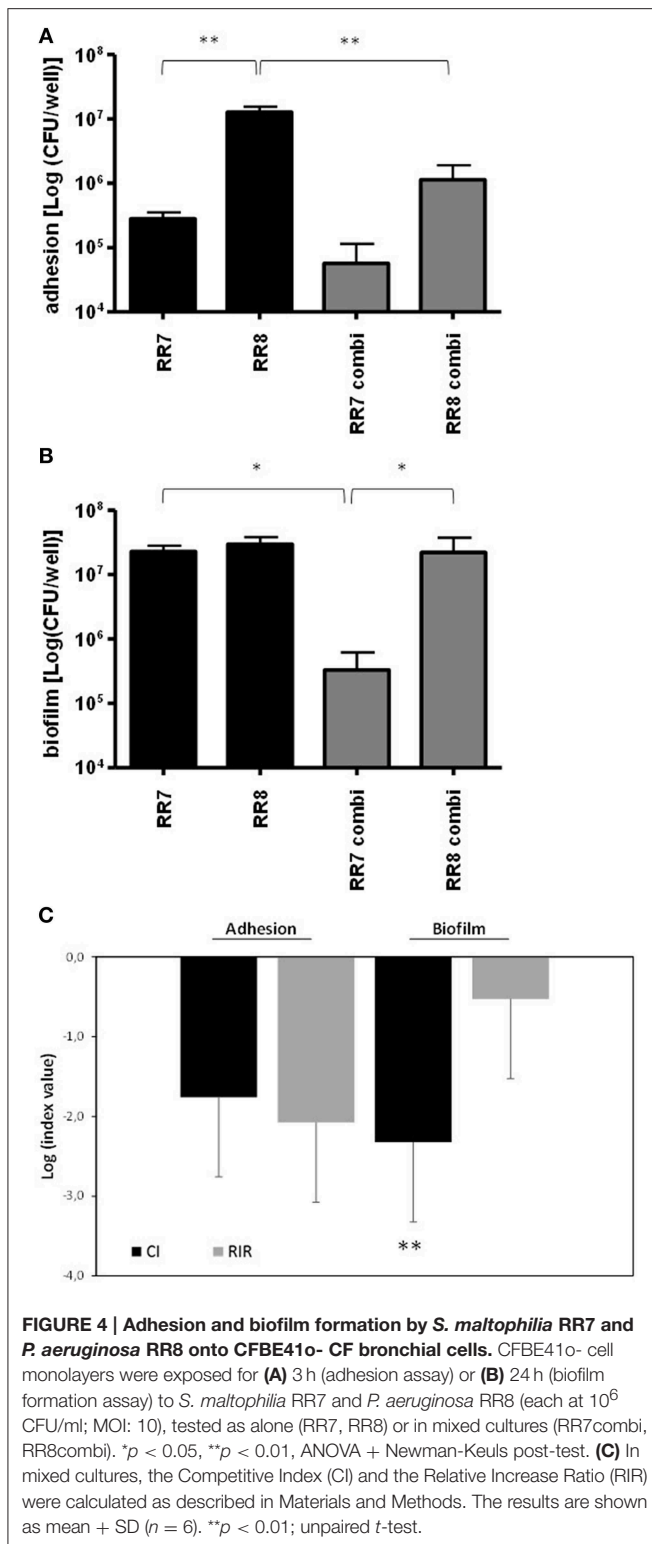 A
** **
adhesion [Log (CFU/well)]
10⁸
10⁷
10⁶
10⁵
10⁴
RR7 RR8 RR7 combi RR8 combi
B
* *
biofilm [Log(CFU/well)]
10⁸
10⁷
10⁶
10⁵
10⁴
RR7 RR8 RR7 combi RR8 combi
C
Adhesion Biofilm
Log (index value)
0,0
-1,0
-2,0
-3,0
-4,0
CI RIR
**
FIGURE 4 | Adhesion and biofilm formation by S. maltophilia RR7 and
P. aeruginosa RR8 onto CFBE41o- CF bronchial cells. CFBE41o- cell
monolayers were exposed for (A) 3 h (adhesion assay) or (B) 24 h (biofilm
formation assay) to S. maltophilia RR7 and P. aeruginosa RR8 (each at 10⁶
CFU/ml; MOI: 10), tested as alone (RR7, RR8) or in mixed cultures (RR7combi,
RR8combi). *p < 0.05, **p < 0.01, ANOVA + Newman-Keuls post-test. (C) In
mixed cultures, the Competitive Index (CI) and the Relative Increase Ratio (RIR)
were calculated as described in Materials and Methods. The results are shown
as mean + SD (n = 6). **p < 0.01; unpaired t-test.